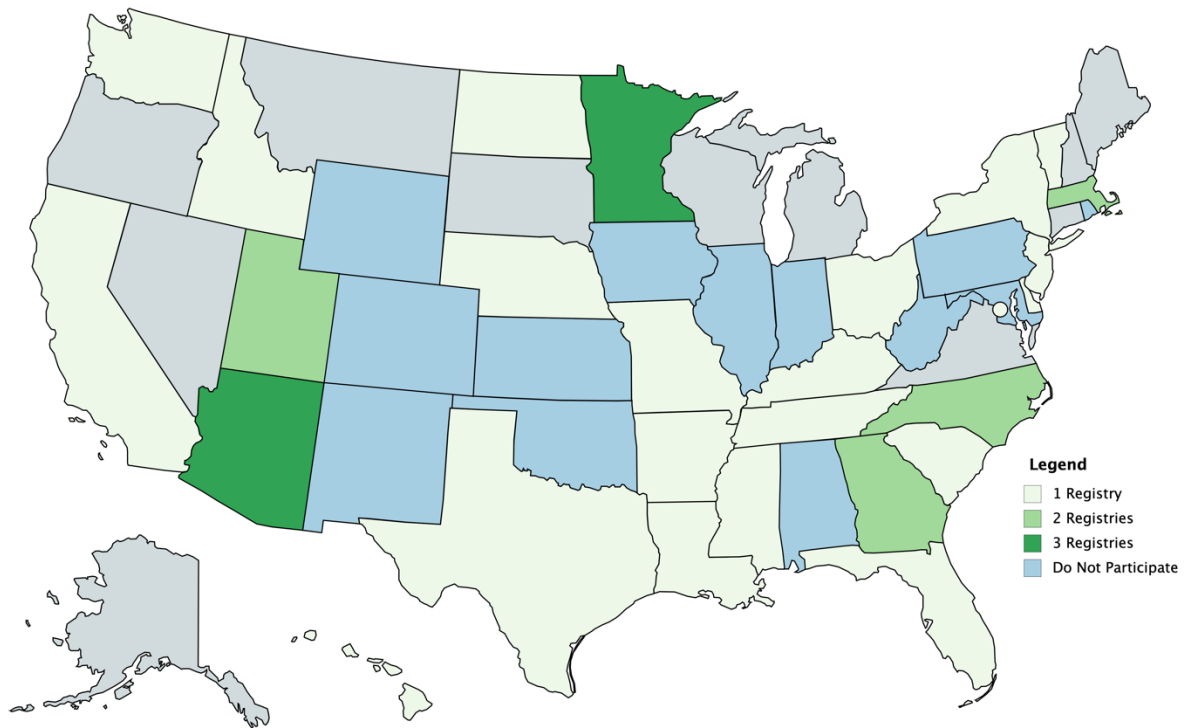 Legend
1 Registry
2 Registries
3 Registries
Do Not Participate